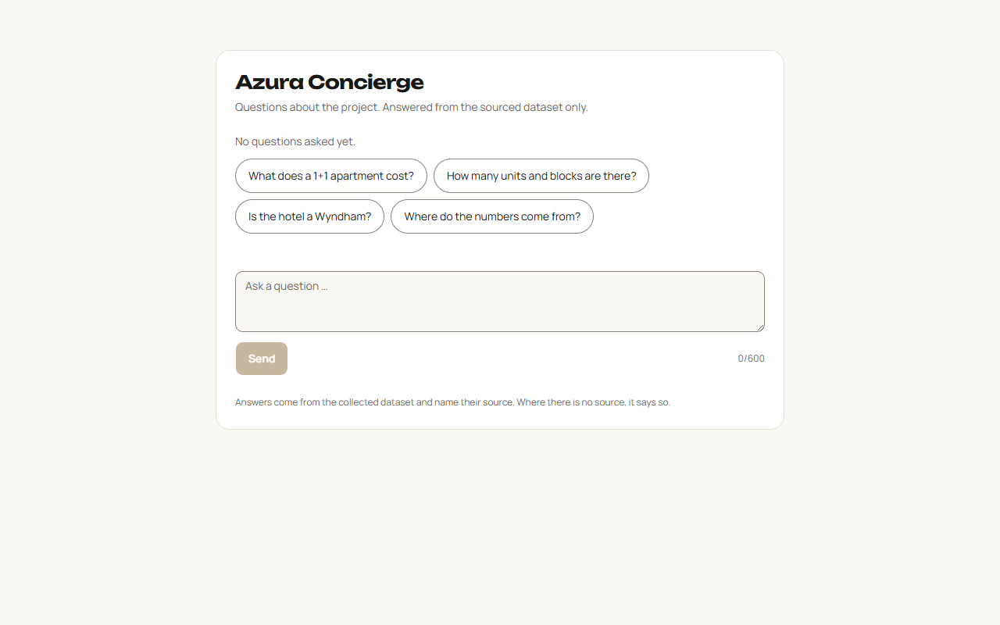 Azura Concierge
Questions about the project. Answered from the sourced dataset only.
No questions asked yet.
What does a 1+1 apartment cost?
How many units and blocks are there?
Is the hotel a Wyndham?
Where do the numbers come from?
Ask a question …
Send
0/600
Answers come from the collected dataset and name their source. Where there is no source, it says so.